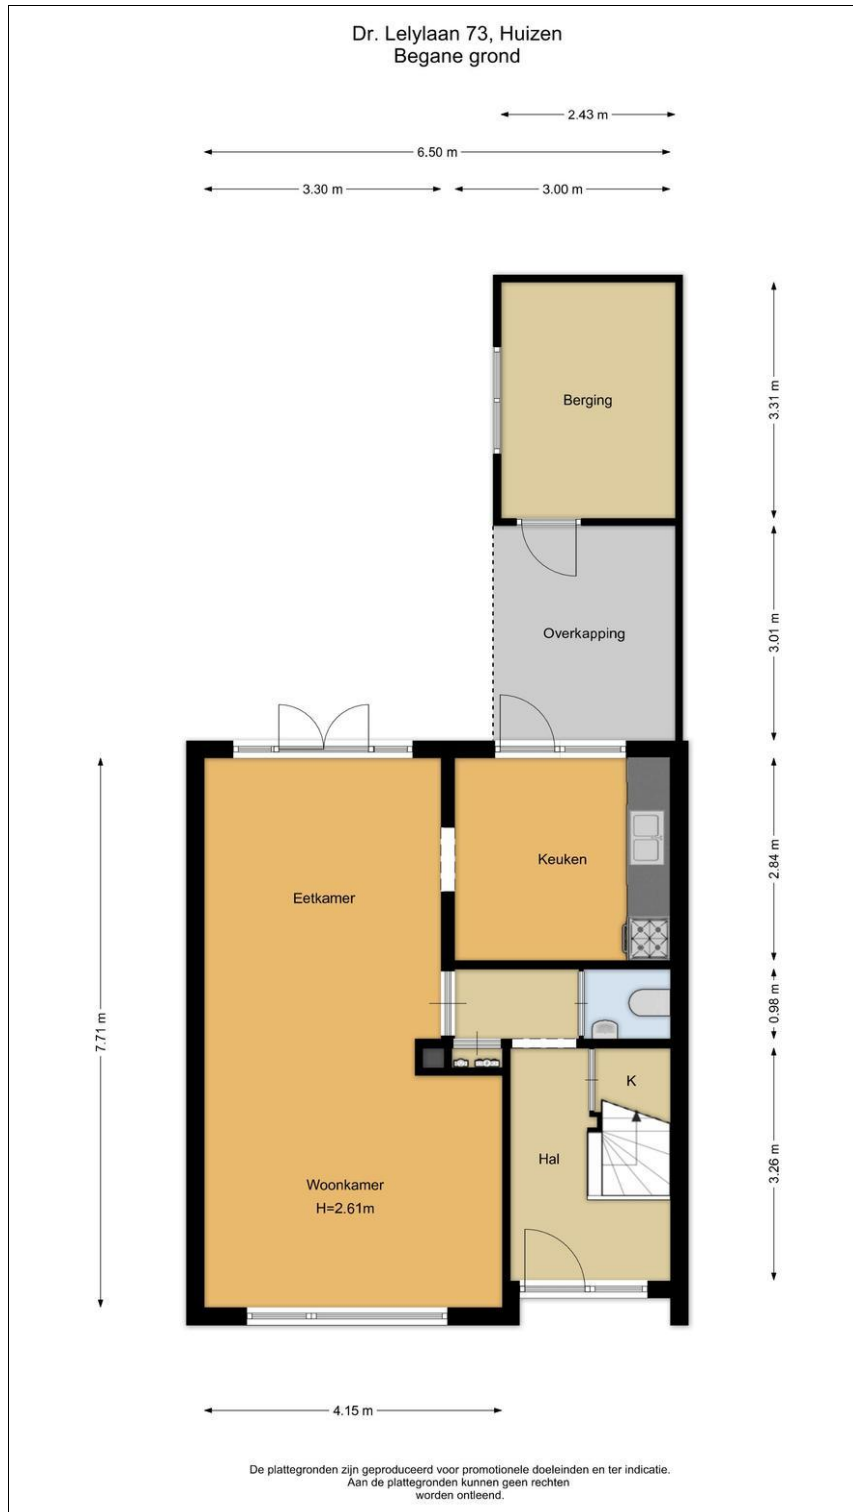 Dr. Lelylaan 73, Huizen
Begane grond
2.43 m
6.50 m
3.30 m
3.00 m
Berging
3.31 m
Overkapping
3.01 m
Keuken
2.84 m
Eetkamer
0.98 m
7.71 m
K
Hal
3.26 m
Woonkamer
H=2.61m
4.15 m
De plattegronden zijn geproduceerd voor promotionele doeleinden en ter indicatie.
Aan de plattegronden kunnen geen rechten
worden ontleend.